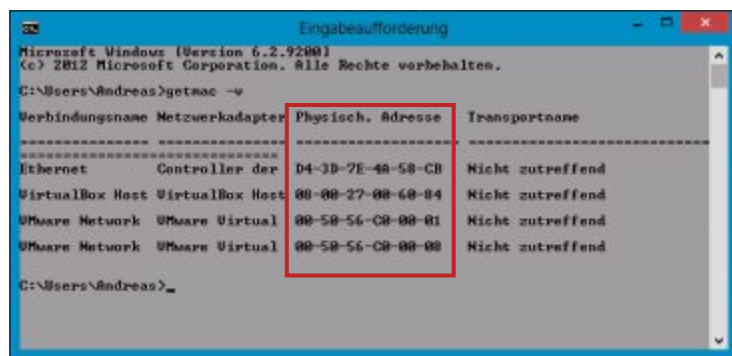 Eingabeaufforderung
Microsoft Windows [Version 6.2.9200]
(c) 2012 Microsoft Corporation. Alle Rechte vorbehalten.
C:\Users\Andreas>getmac -v
Verbindungsname Netzwerkadapter Physisch. Adresse Transportname
=============== =============== =================== ==========================
================================
Ethernet Controller der D4-3D-7E-4A-58-CB Nicht zutreffend
VirtualBox Host VirtualBox Host 08-00-27-00-60-84 Nicht zutreffend
VMware Network VMware Virtual 00-50-56-C0-00-01 Nicht zutreffend
VMware Network VMware Virtual 00-50-56-C0-00-08 Nicht zutreffend
C:\Users\Andreas>_